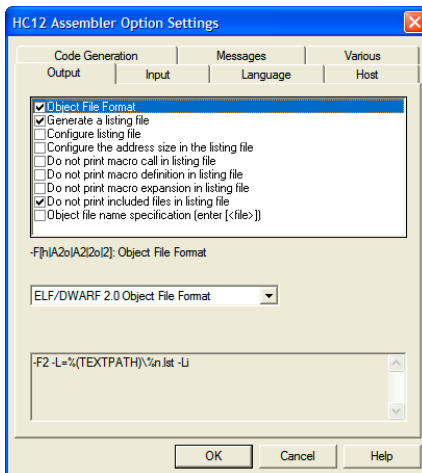 HC12 Assembler Option Settings
Code Generation Messages Various
Output Input Language Host
Object File Format
Generate a listing file
Configure listing file
Configure the address size in the listing file
Do not print macro call in listing file
Do not print macro definition in listing file
Do not print macro expansion in listing file
Do not print included files in listing file
Object file name specification (enter [<file>])
-F[h|A2o|A2|2o|2]: Object File Format
ELF/DWARF 2.0 Object File Format
-F2 -L=%(TEXTPATH)\%n.lst -Li
OK Cancel Help